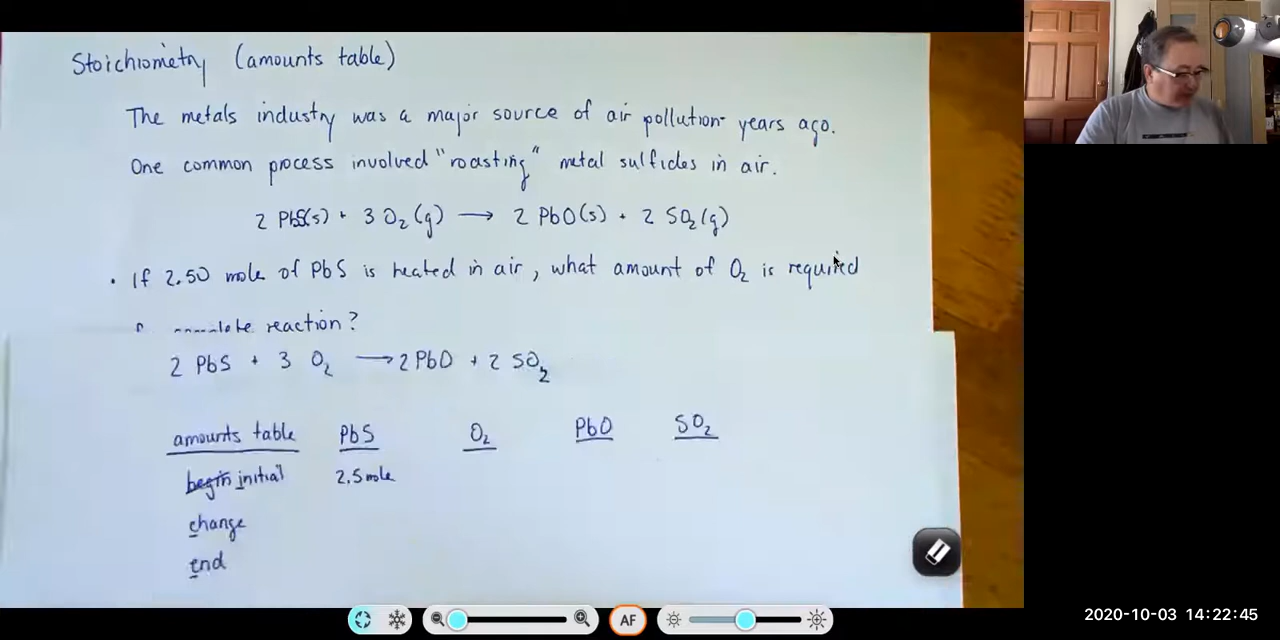 Stoichiometry (amounts table)
The metals industry was a major source of air pollution years ago.
One common process involved "roasting" metal sulfides in air.
2 PbS(s) + 3 O₂(g) → 2 PbO(s) + 2 SO₂(g)
• If 2.50 mole of PbS is heated in air, what amount of O₂ is required
reaction?
2 PbS + 3 O₂ → 2 PbO + 2 SO₂
amounts table PbS O₂ PbO SO₂
begin initial 2.5 mole
change
end
AF
2020-10-03 14:22:45